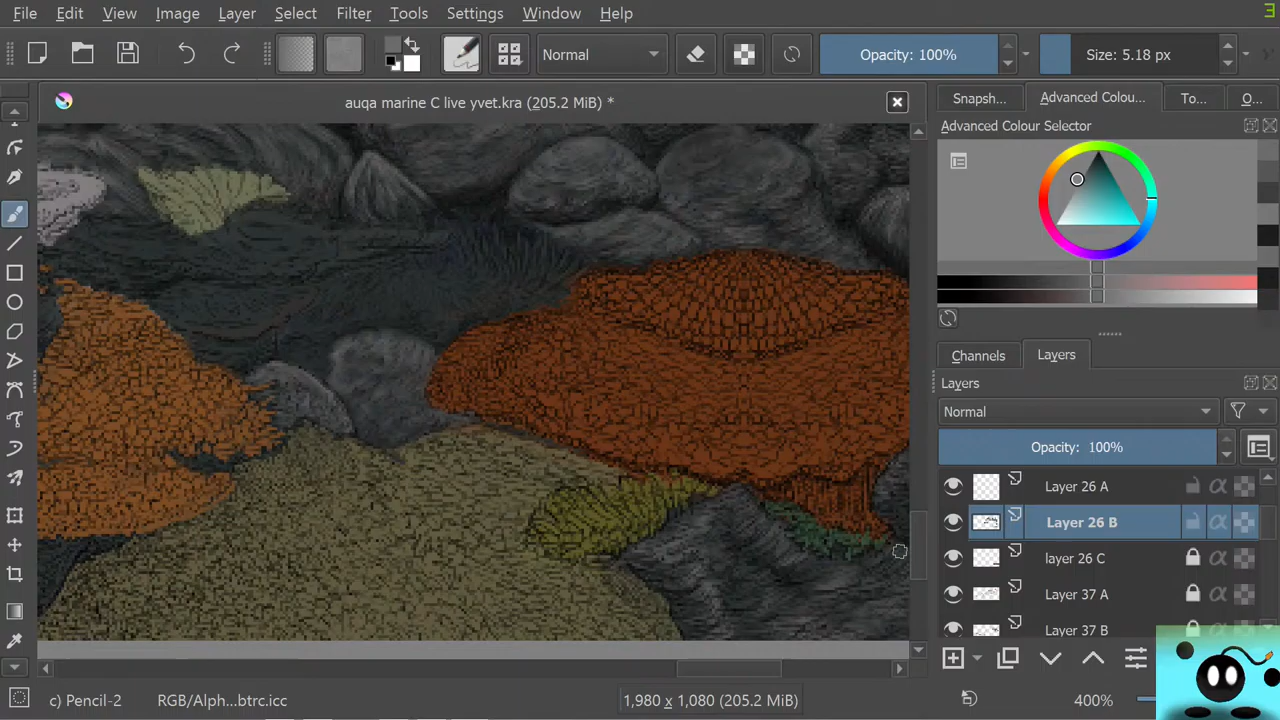 File Edit View Image Layer Select Filter Tools Settings Window Help
3
Normal
Opacity: 100%
Size: 5.18 px
auqa marine C live yvet.kra (205.2 MiB) *
Snapsh... Advanced Colou... To... O...
Advanced Colour Selector
Channels Layers
Layers
Normal
Opacity: 100%
Layer 26 A
Layer 26 B
layer 26 C
Layer 37 A
Layer 37 B
c) Pencil-2 RGB/Alph...btrc.icc 1,980 x 1,080 (205.2 MiB) 400%